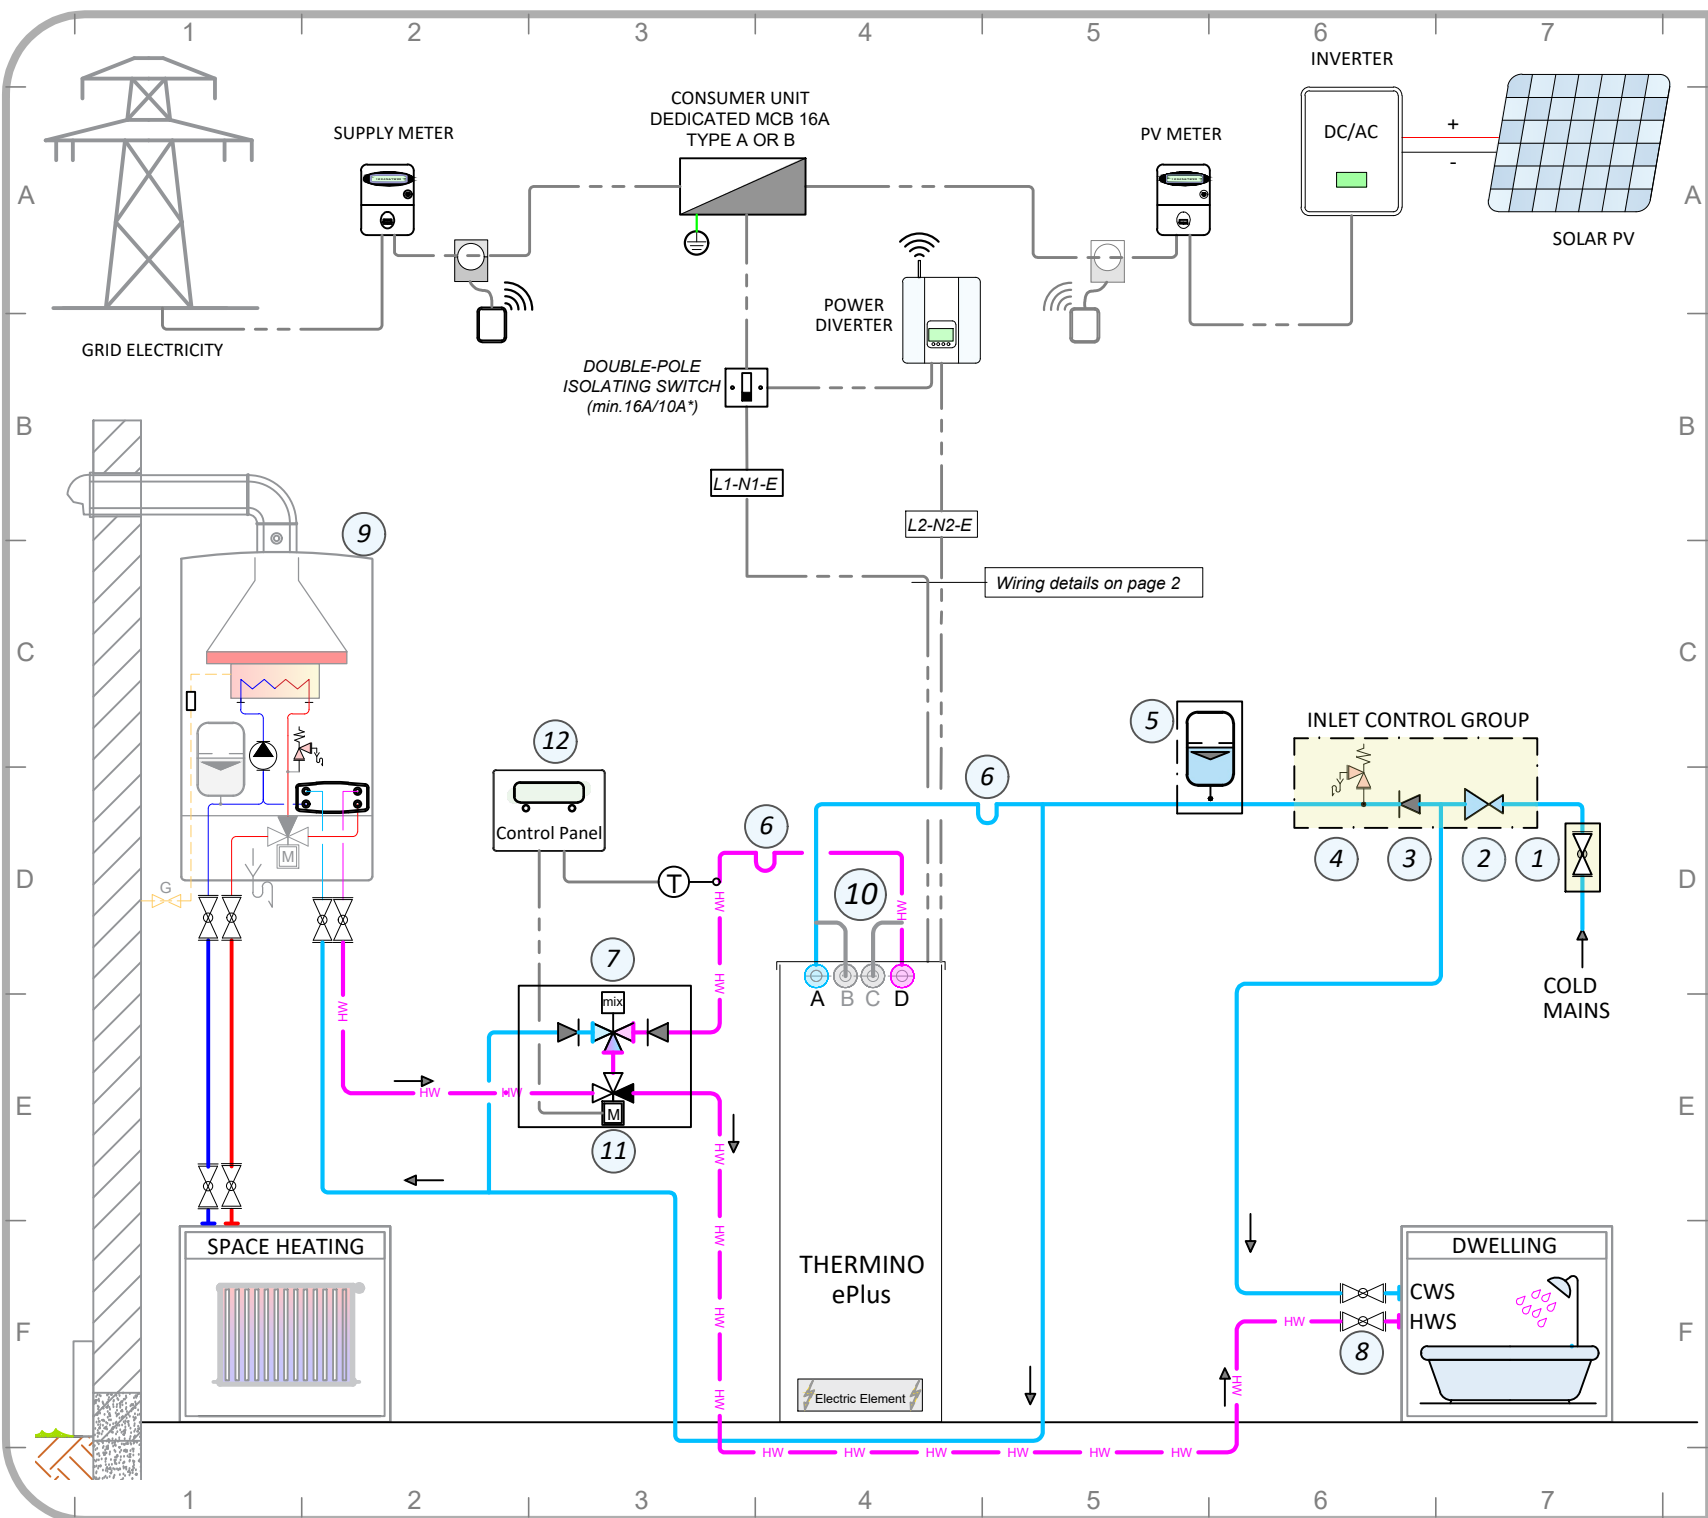 1 2 3 4 5 6 7
INVERTER
CONSUMER UNIT
DEDICATED MCB 16A
TYPE A OR B
SUPPLY METER
PV METER
DC/AC
+
-
A
A
SOLAR PV
POWER
DIVERTER
GRID ELECTRICITY
DOUBLE-POLE
ISOLATING SWITCH
(min.16A/10A*)
B
B
L1-N1-E
L2-N2-E
9
Wiring details on page 2
C
C
5
INLET CONTROL GROUP
12
6
Control Panel
6
4
3
2
1
M
D
D
G
T
10
HW
HW
7
HW
A B C D
COLD
MAINS
mix
HW
HW
HW
E
E
M
11
HW
HW
SPACE HEATING
HW
DWELLING
THERMINO
ePlus
CWS
HW
HWS
F
F
HW
8
HW
HW
Electric Element
HW HW HW HW HW HW
1 2 3 4 5 6 7